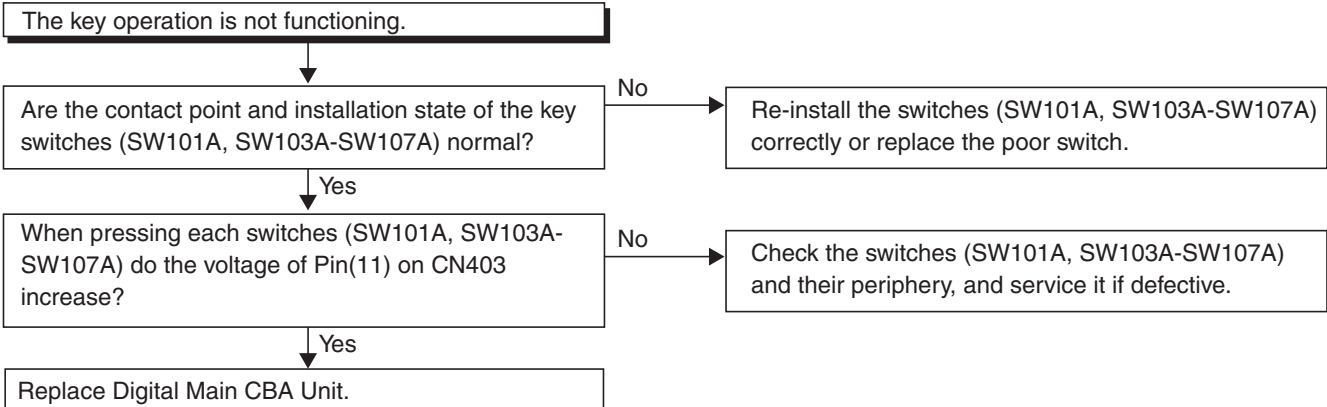 The key operation is not functioning.
Are the contact point and installation state of the key
switches (SW101A, SW103A-SW107A) normal?
No
Re-install the switches (SW101A, SW103A-SW107A)
correctly or replace the poor switch.
Yes
When pressing each switches (SW101A, SW103A-
SW107A) do the voltage of Pin(11) on CN403
increase?
No
Check the switches (SW101A, SW103A-SW107A)
and their periphery, and service it if defective.
Yes
Replace Digital Main CBA Unit.